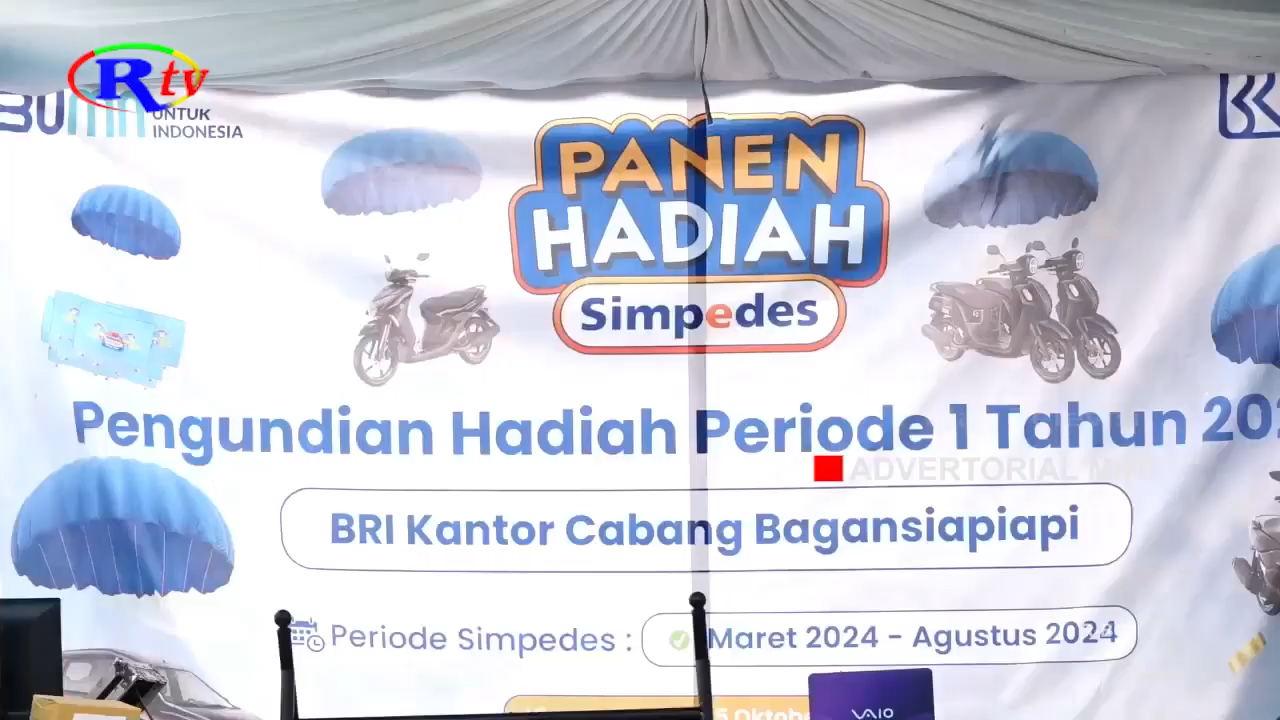 Rtv
BUMN
UNTUK
INDONESIA
PANEN
HADIAH
Simpedes
Pengundian Hadiah Periode 1 Tahun
ADVERTORIAL
BRI Kantor Cabang Bagansiapiapi
Periode Simpedes : Maret 2024 - Agustus 2024
VAIO